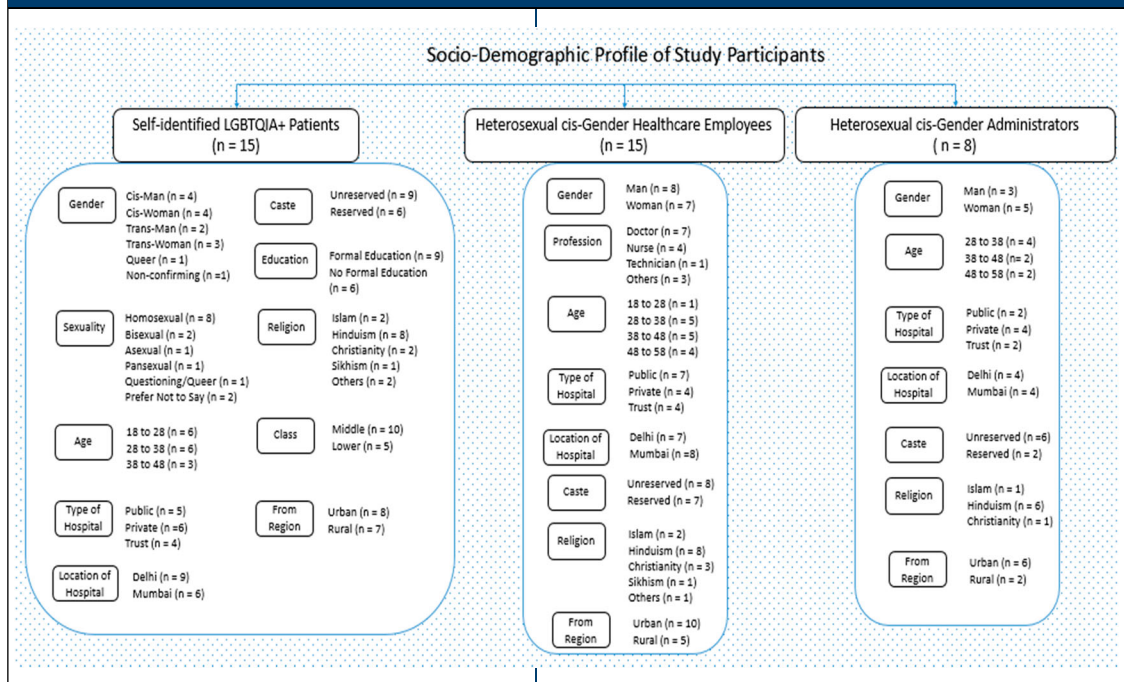 Socio-Demographic Profile of Study Participants
Self-identified LGBTQIA+ Patients
(n = 15)
Gender
Cis-Man (n = 4)
Cis-Woman (n = 4)
Trans-Man (n = 2)
Trans-Woman (n = 3)
Queer (n = 1)
Non-confirming (n =1)
Sexuality
Homosexual (n = 8)
Bisexual (n = 2)
Asexual (n = 1)
Pansexual (n = 1)
Questioning/Queer (n = 1)
Prefer Not to Say (n = 2)
Age
18 to 28 (n = 6)
28 to 38 (n = 6)
38 to 48 (n = 3)
Type of
Hospital
Public (n = 5)
Private (n =6)
Trust (n = 4)
Location of
Hospital
Delhi (n = 9)
Mumbai (n = 6)
Caste
Unreserved (n = 9)
Reserved (n = 6)
Education
Formal Education (n = 9)
No Formal Education
(n = 6)
Religion
Islam (n = 2)
Hinduism (n = 8)
Christianity (n = 2)
Sikhism (n = 1)
Others (n = 2)
Class
Middle (n = 10)
Lower (n = 5)
From
Region
Urban (n = 8)
Rural (n = 7)
Heterosexual cis-Gender Healthcare Employees
(n = 15)
Gender
Man (n = 8)
Woman (n = 7)
Profession
Doctor (n = 7)
Nurse (n = 4)
Technician (n = 1)
Others (n = 3)
Age
18 to 28 (n = 1)
28 to 38 (n = 5)
38 to 48 (n = 5)
48 to 58 (n = 4)
Type of
Hospital
Public (n = 7)
Private (n = 4)
Trust (n = 4)
Location of
Hospital
Delhi (n = 7)
Mumbai (n =8)
Caste
Unreserved (n = 8)
Reserved (n = 7)
Religion
Islam (n = 2)
Hinduism (n = 8)
Christianity (n = 3)
Sikhism (n = 1)
Others (n = 1)
From
Region
Urban (n = 10)
Rural (n = 5)
Heterosexual cis-Gender Administrators
( n = 8)
Gender
Man (n = 3)
Woman (n = 5)
Age
28 to 38 (n = 4)
38 to 48 (n= 2)
48 to 58 (n = 2)
Type of
Hospital
Public (n = 2)
Private (n = 4)
Trust (n = 2)
Location of
Hospital
Delhi (n = 4)
Mumbai (n = 4)
Caste
Unreserved (n =6)
Reserved (n = 2)
Religion
Islam (n = 1)
Hinduism (n = 6)
Christianity (n = 1)
From
Region
Urban (n = 6)
Rural (n = 2)